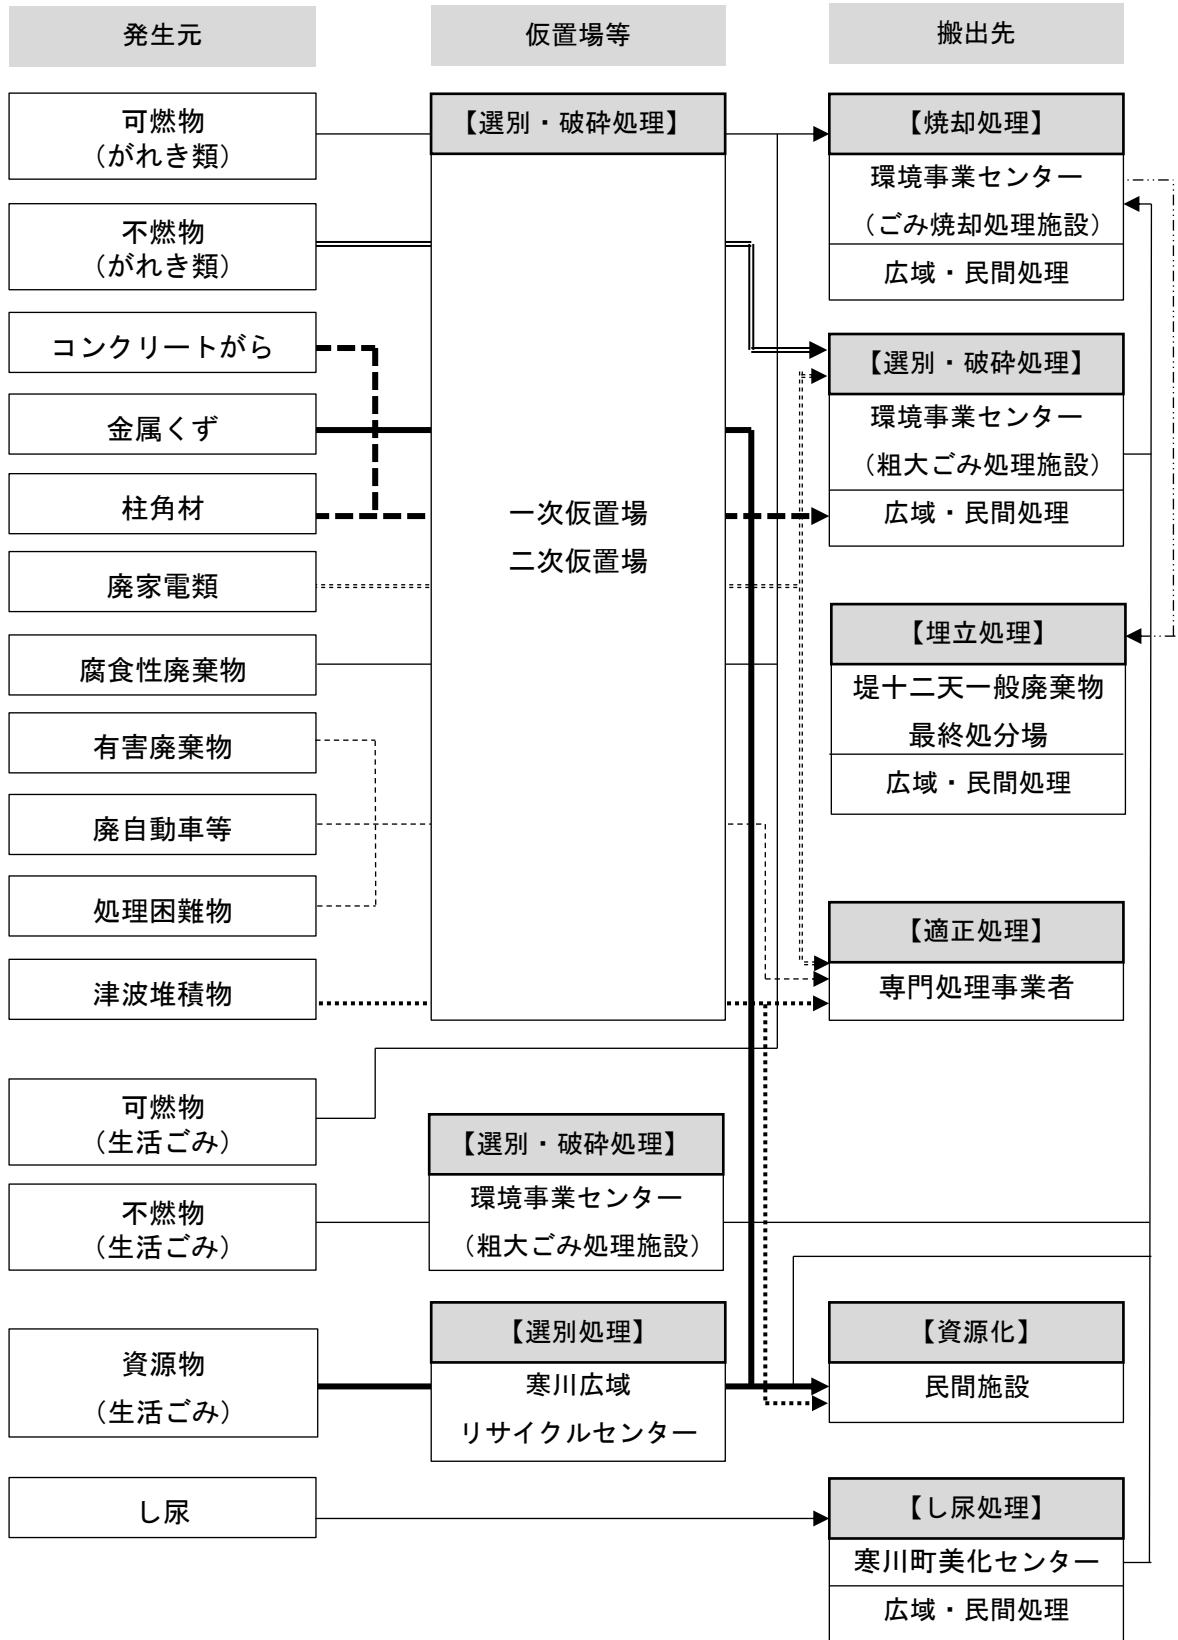 発生元
仮置場等
搬出先
可燃物
（がれき類）
不燃物
（がれき類）
コンクリートがら
金属くず
柱角材
廃家電類
腐食性廃棄物
有害廃棄物
廃自動車等
処理困難物
津波堆積物
可燃物
（生活ごみ）
不燃物
（生活ごみ）
資源物
（生活ごみ）
し尿
【選別・破砕処理】
一次仮置場
二次仮置場
【選別・破砕処理】
環境事業センター
（粗大ごみ処理施設）
【選別処理】
寒川広域
リサイクルセンター
【焼却処理】
環境事業センター
（ごみ焼却処理施設）
広域・民間処理
【選別・破砕処理】
環境事業センター
（粗大ごみ処理施設）
広域・民間処理
【埋立処理】
堤十二天一般廃棄物
最終処分場
広域・民間処理
【適正処理】
専門処理事業者
【資源化】
民間施設
【し尿処理】
寒川町美化センター
広域・民間処理